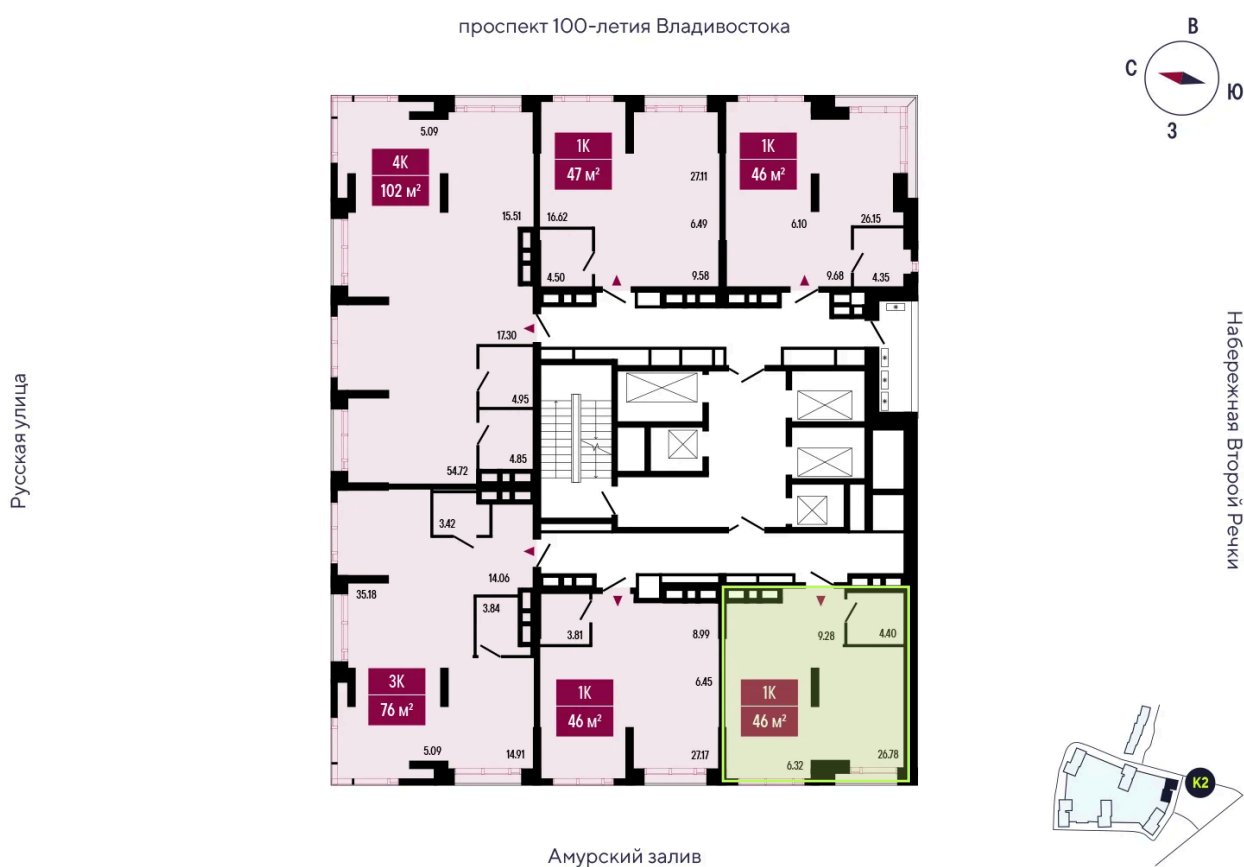 проспект 100-летия Владивостока
В
С
Ю
З
5.09
4К
102 м²
15.51
1К
47 м²
27.11
16.62
6.49
4.50
9.58
1К
46 м²
6.10
26.15
9.68
4.35
17.30
4.95
4.85
54.72
Русская улица
Набережная Второй Речки
3.42
14.06
35.18
3.84
3К
76 м²
5.09
14.91
3.81
8.99
6.45
1К
46 м²
27.17
9.28
4.40
1К
46 м²
6.32
26.78
К2
Амурский залив